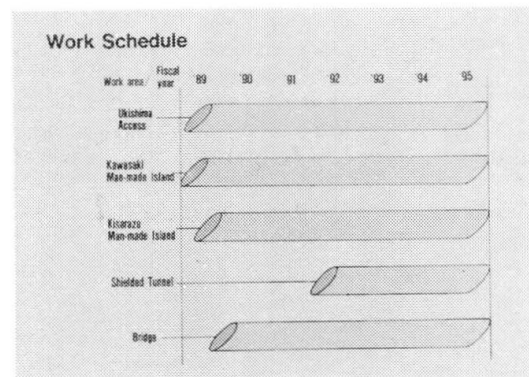 Work Schedule
Fiscal
Work area/ year '89 '90 '91 '92 '93 '94 '95
Ukishima
Access
Kawasaki
Man-made Island
Kisarazu
Man-made Island
Shielded Tunnel
Bridge